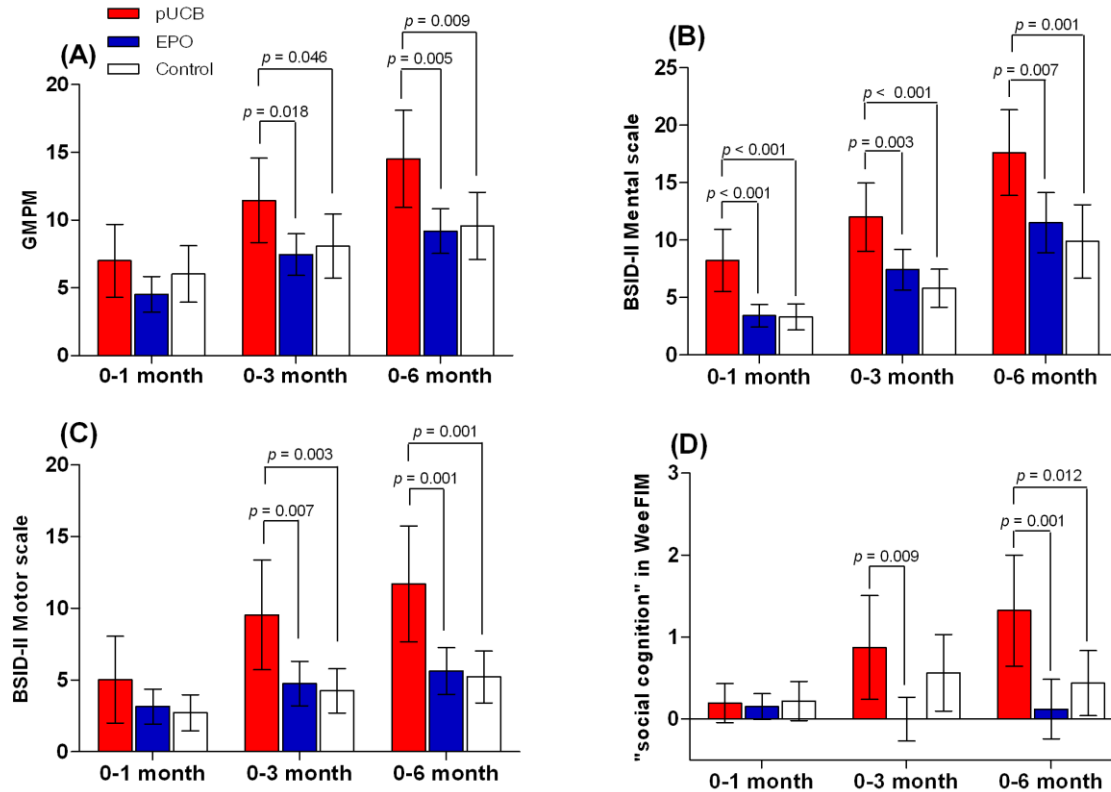 pUCB
EPO
Control
(A)
p = 0.009
p = 0.046
p = 0.005
p = 0.018
GMPM
20
15
10
5
0
0-1 month
0-3 month
0-6 month
(B)
p = 0.001
p = 0.007
p < 0.001
p = 0.003
p < 0.001
p < 0.001
BSID-II Mental scale
25
20
15
10
5
0
0-1 month
0-3 month
0-6 month
(C)
p = 0.001
p = 0.003
p = 0.001
p = 0.007
BSID-II Motor scale
20
15
10
5
0
0-1 month
0-3 month
0-6 month
(D)
p = 0.012
p = 0.001
p = 0.009
"social cognition" in WeeFIM
3
2
1
0
0-1 month
0-3 month
0-6 month